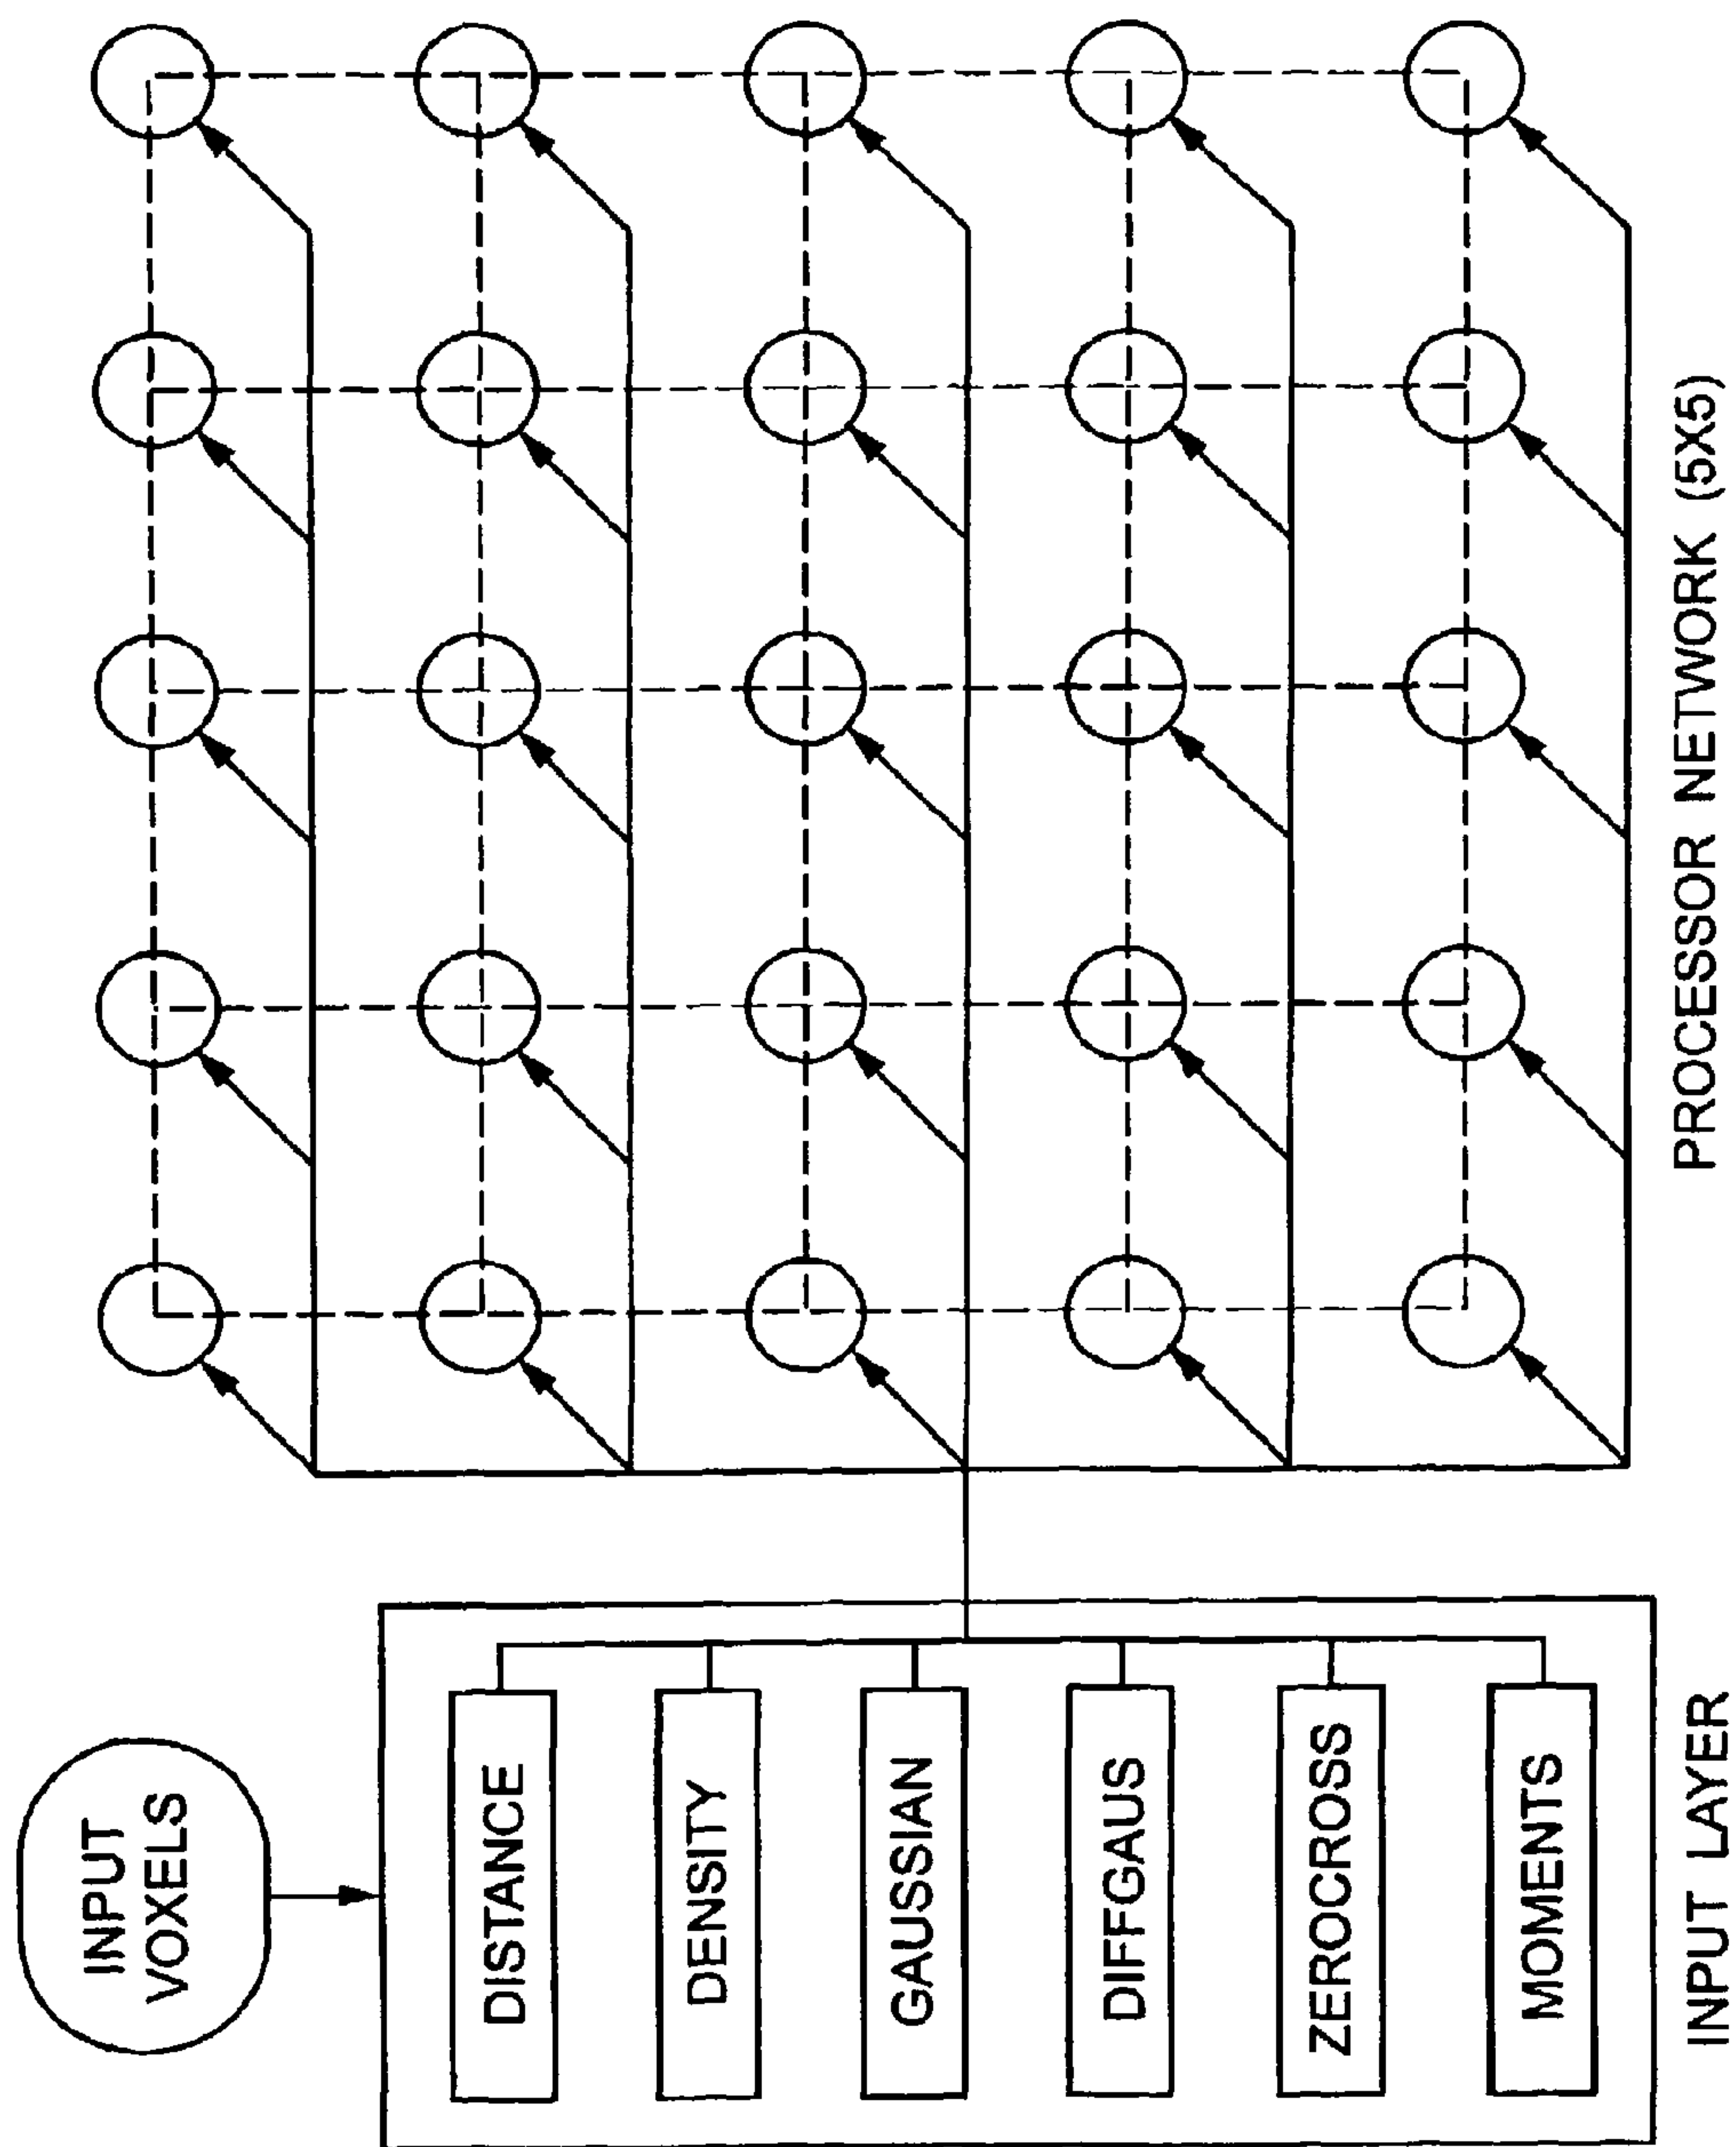 INPUT
VOXELS
DISTANCE
DENSITY
GAUSSIAN
DIFFGAUS
ZEROCROSS
MOMENTS
INPUT LAYER
PROCESSOR NETWORK (5X5)